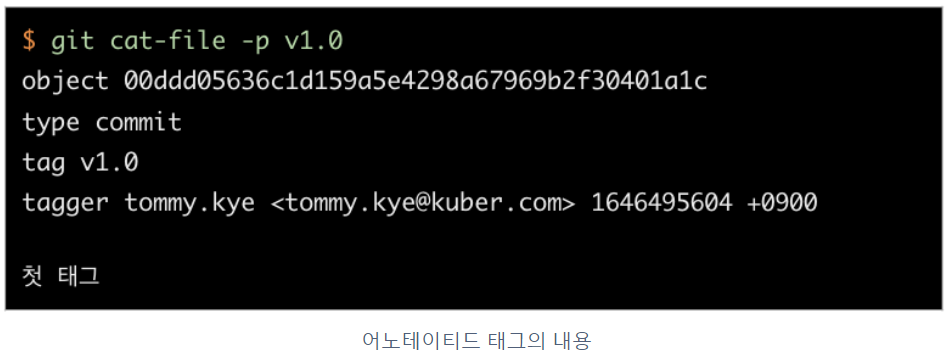 $ git cat-file -p v1.0
object 00ddd05636c1d159a5e4298a67969b2f30401a1c
type commit
tag v1.0
tagger tommy.kye <tommy.kye@kuber.com> 1646495604 +0900
첫 태그
어노테이티드 태그의 내용